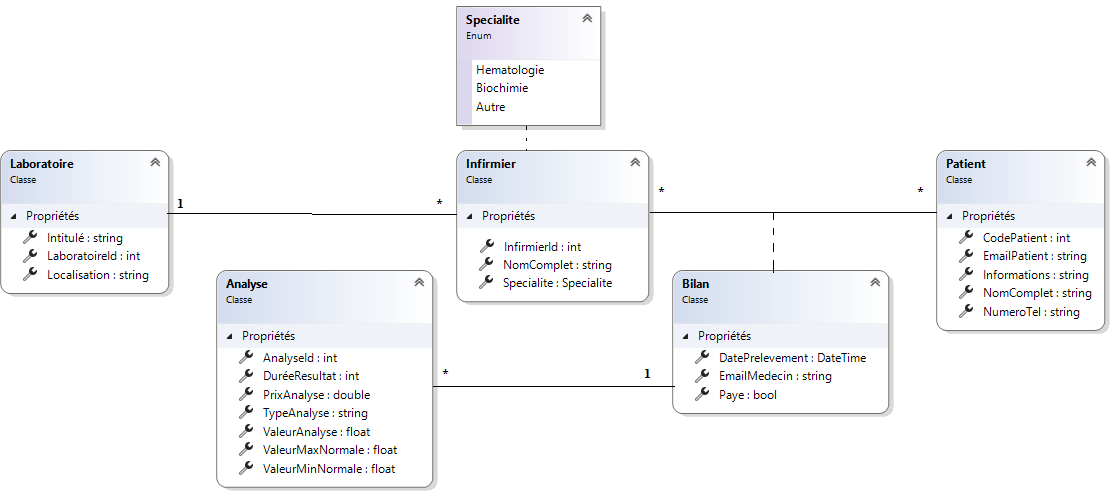 Specialite
Enum
Hematologie
Biochimie
Autre
Laboratoire
Classe
Propriétés
Intitulé : string
LaboratoireId : int
Localisation : string
1
*
Infirmier
Classe
Propriétés
InfirmierId : int
NomComplet : string
Specialite : Specialite
*
*
Patient
Classe
Propriétés
CodePatient : int
EmailPatient : string
Informations : string
NomComplet : string
NumeroTel : string
Analyse
Classe
Propriétés
AnalyseId : int
DuréeResultat : int
PrixAnalyse : double
TypeAnalyse : string
ValeurAnalyse : float
ValeurMaxNormale : float
ValeurMinNormale : float
*
1
Bilan
Classe
Propriétés
DatePrelevement : DateTime
EmailMedecin : string
Paye : bool